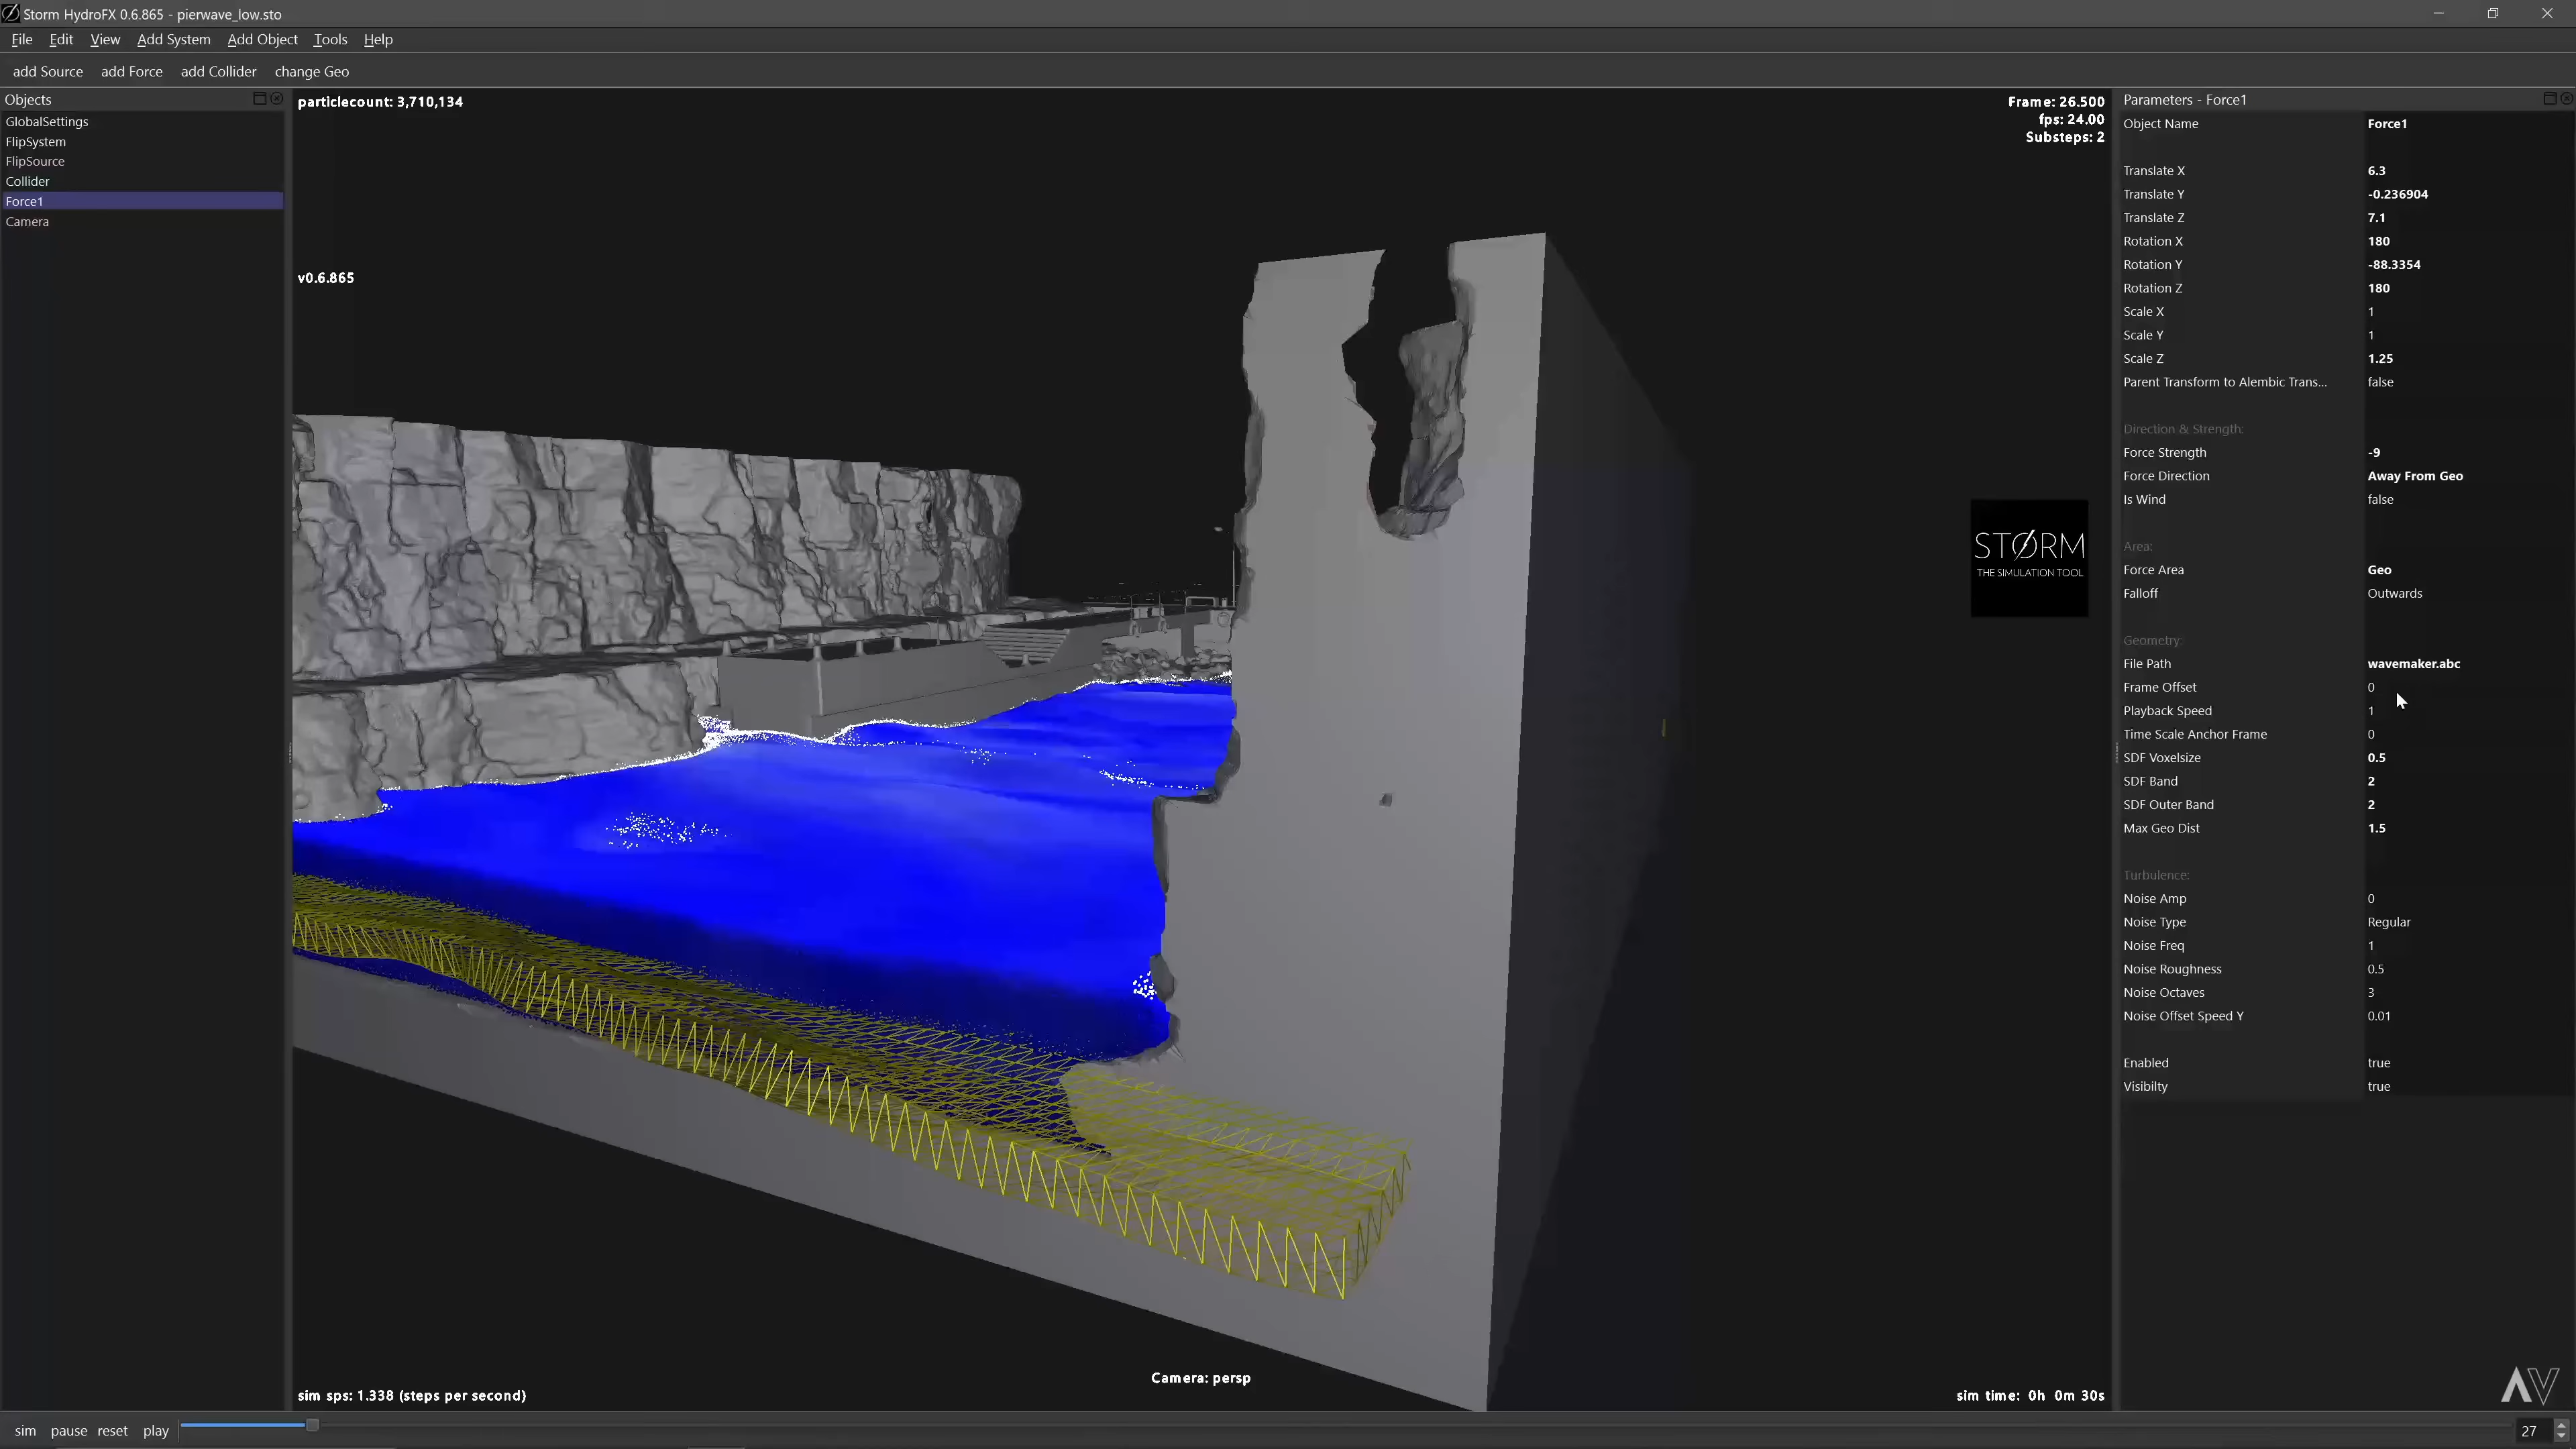 Storm HydroFX 0.6.865 - pierwave_low.sto
File Edit View Add System Add Object Tools Help
add Source add Force add Collider change Geo
Objects
GlobalSettings
FlipSystem
FlipSource
Collider
Force1
Camera
particlecount: 3,710,134
v0.6.865
Frame: 26.500
fps: 24.00
Substeps: 2
STØRM
THE SIMULATION TOOL
Camera: persp
sim sps: 1.338 (steps per second)
sim time: 0h 0m 30s
Parameters - Force1
Object Name Force1
Translate X 6.3
Translate Y -0.236904
Translate Z 7.1
Rotation X 180
Rotation Y -88.3354
Rotation Z 180
Scale X 1
Scale Y 1
Scale Z 1.25
Parent Transform to Alembic Trans... false
Direction & Strength:
Force Strength -9
Force Direction Away From Geo
Is Wind false
Area:
Force Area Geo
Falloff Outwards
Geometry:
File Path wavemaker.abc
Frame Offset 0
Playback Speed 1
Time Scale Anchor Frame 0
SDF Voxelsize 0.5
SDF Band 2
SDF Outer Band 2
Max Geo Dist 1.5
Turbulence:
Noise Amp 0
Noise Type Regular
Noise Freq 1
Noise Roughness 0.5
Noise Octaves 3
Noise Offset Speed Y 0.01
Enabled true
Visibilty true
sim pause reset play
27